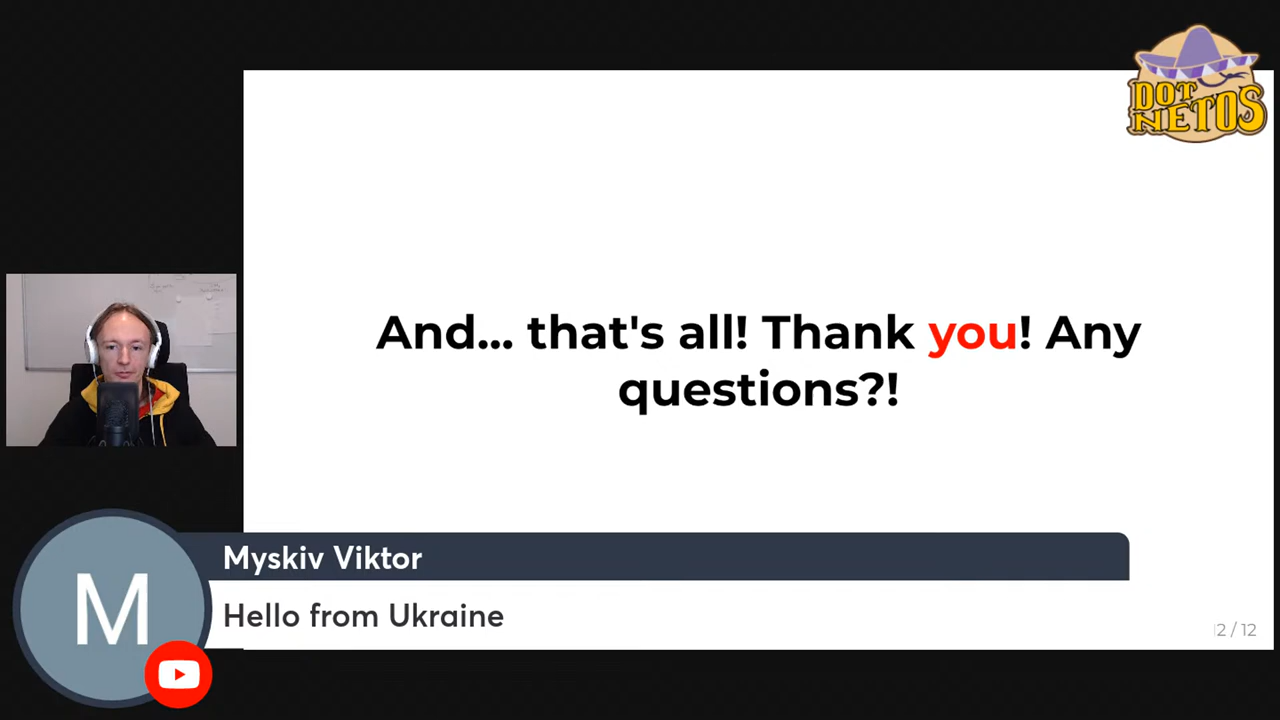 DOT
NETOS
And... that's all! Thank you! Any
questions?!
M
Myskiv Viktor
Hello from Ukraine
12 / 12